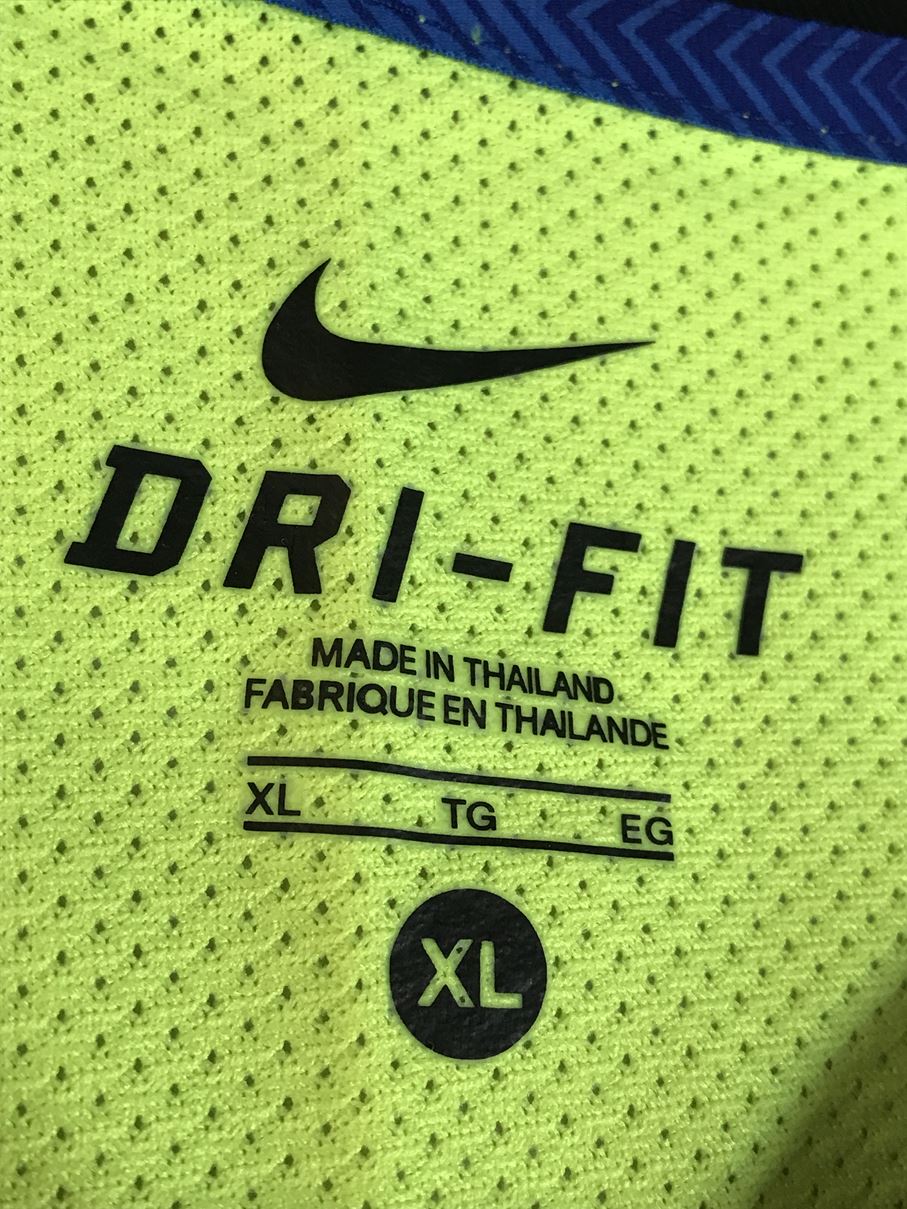 DRI-FIT
MADE IN THAILAND
FABRIQUE EN THAILANDE
XL TG EG
XL